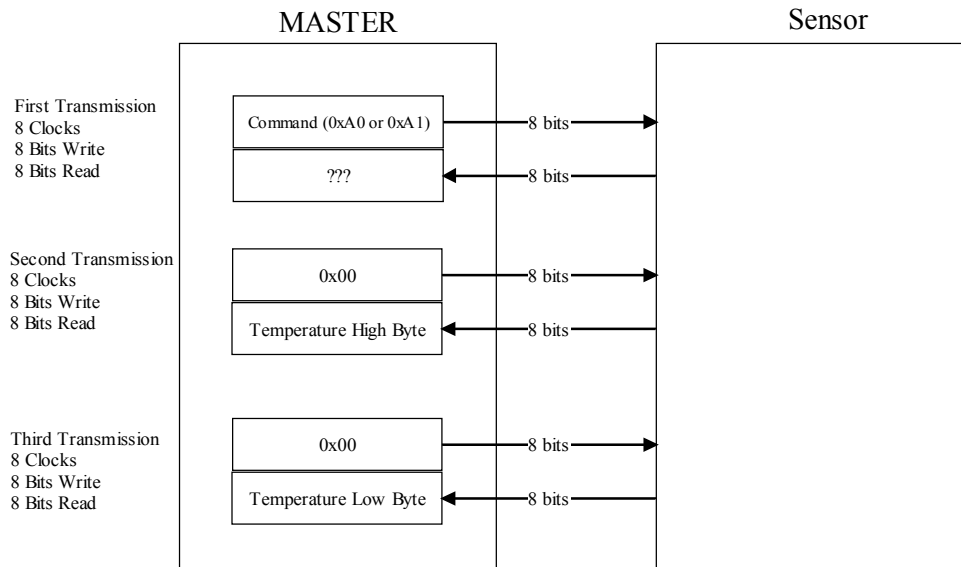 MASTER
Sensor
First Transmission
8 Clocks
8 Bits Write
8 Bits Read
Command (0xA0 or 0xA1)
8 bits
???
8 bits
Second Transmission
8 Clocks
8 Bits Write
8 Bits Read
0x00
8 bits
Temperature High Byte
8 bits
Third Transmission
8 Clocks
8 Bits Write
8 Bits Read
0x00
8 bits
Temperature Low Byte
8 bits